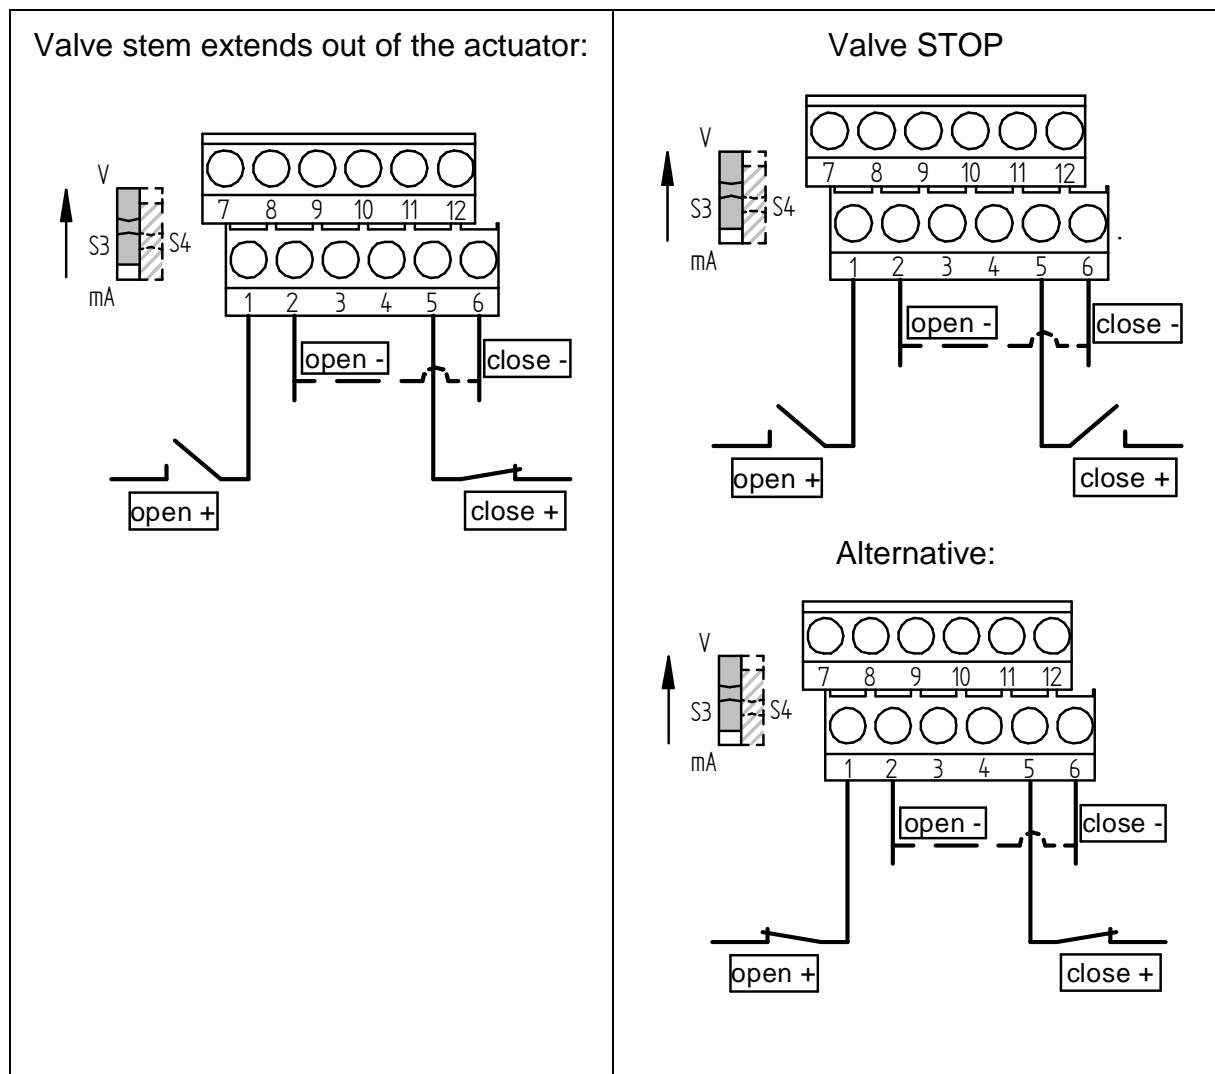 Valve stem extends out of the actuator:
V
S3 S4
mA
7 8 9 10 11 12
1 2 3 4 5 6
open - close -
open + close +
Valve STOP
V
S3 S4
mA
7 8 9 10 11 12
1 2 3 4 5 6
open - close -
open + close +
Alternative:
V
S3 S4
mA
7 8 9 10 11 12
1 2 3 4 5 6
open - close -
open + close +